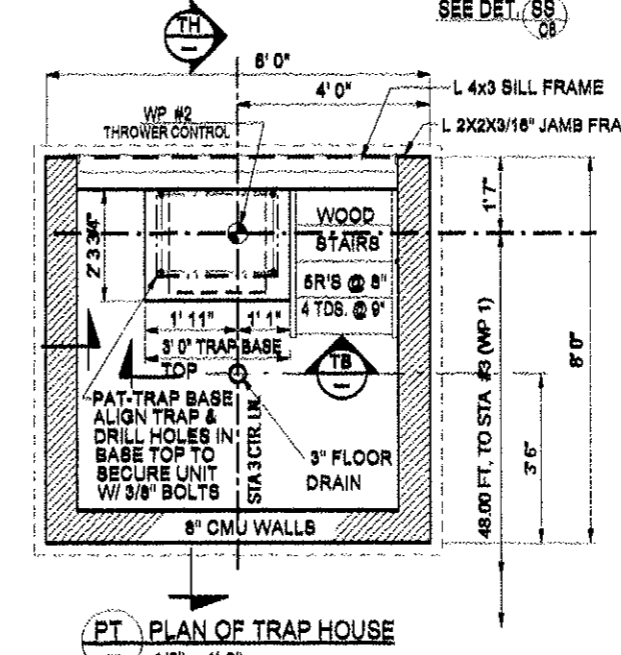 SEE DET. SS
08
TH
8' 0"
4' 0"
L 4x3 SILL FRAME
WP #2
THROWER CONTROL
L 2X2X3/16" JAMB FRA
1' 7"
WOOD
STAIRS
2' 3 3/4"
5R'S @ 8"
4 TDS. @ 9"
1' 11"
1' 1"
3' 0" TRAP BASE
TOP
TB
8' 0"
48.00 FT. TO STA #3 (WP 1)
3' 6"
PAT-TRAP BASE
ALIGN TRAP &
DRILL HOLES IN
BASE TOP TO
SECURE UNIT
W/ 3/8" BOLTS
STA 3 CTR. LN.
3" FLOOR
DRAIN
8" CMU WALLS
PT PLAN OF TRAP HOUSE